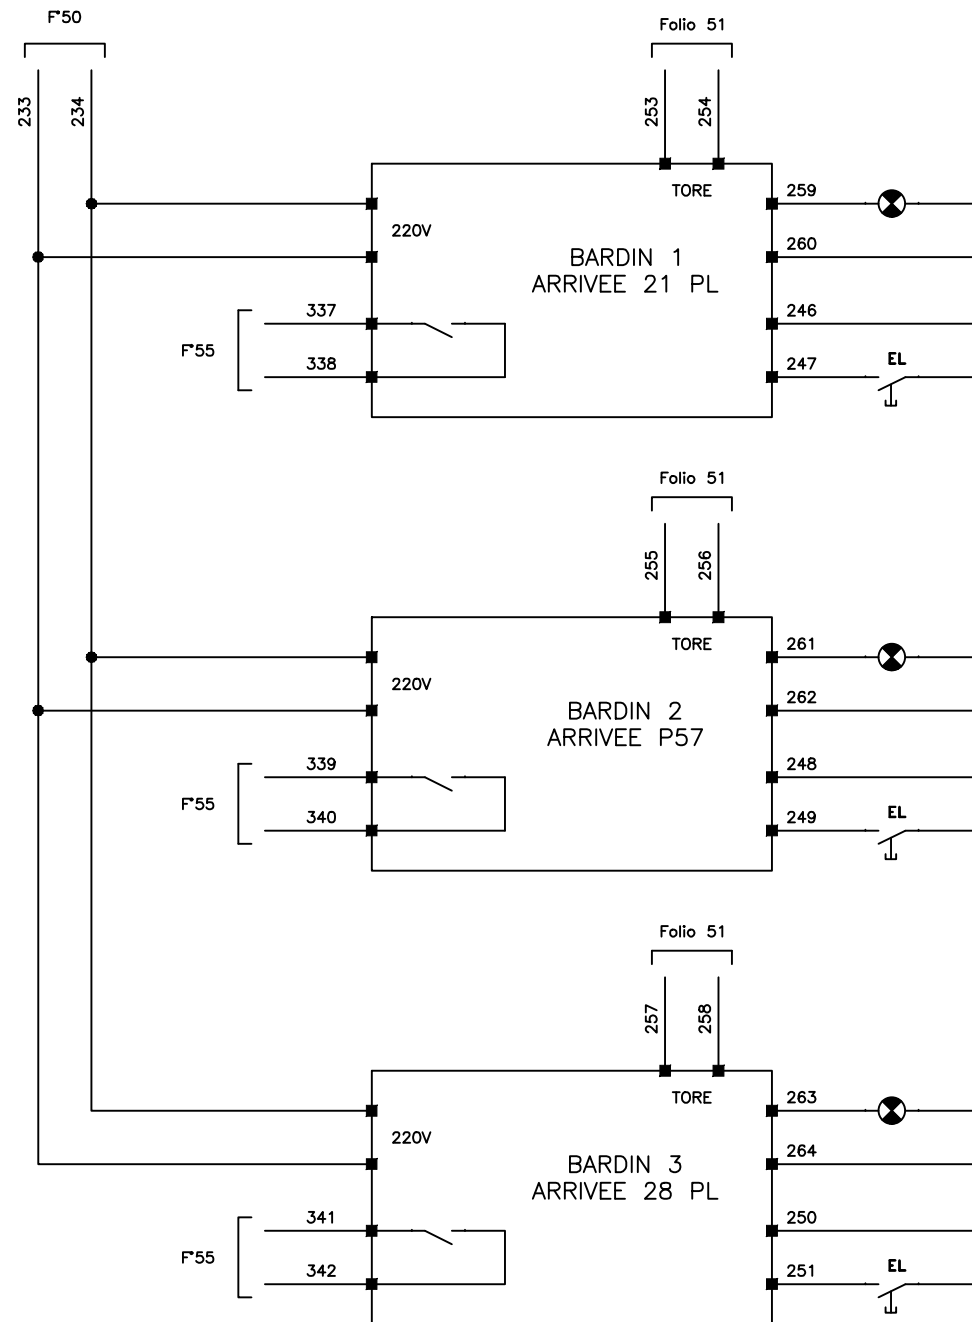 F°50
Folio 51
233
234
253
254
TORE
259
220V
260
BARDIN 1
ARRIVEE 21 PL
337
246
F°55
338
247
EL
Folio 51
255
256
TORE
261
220V
262
BARDIN 2
ARRIVEE P57
339
248
F°55
340
249
EL
Folio 51
257
258
TORE
263
220V
264
BARDIN 3
ARRIVEE 28 PL
341
250
F°55
342
251
EL